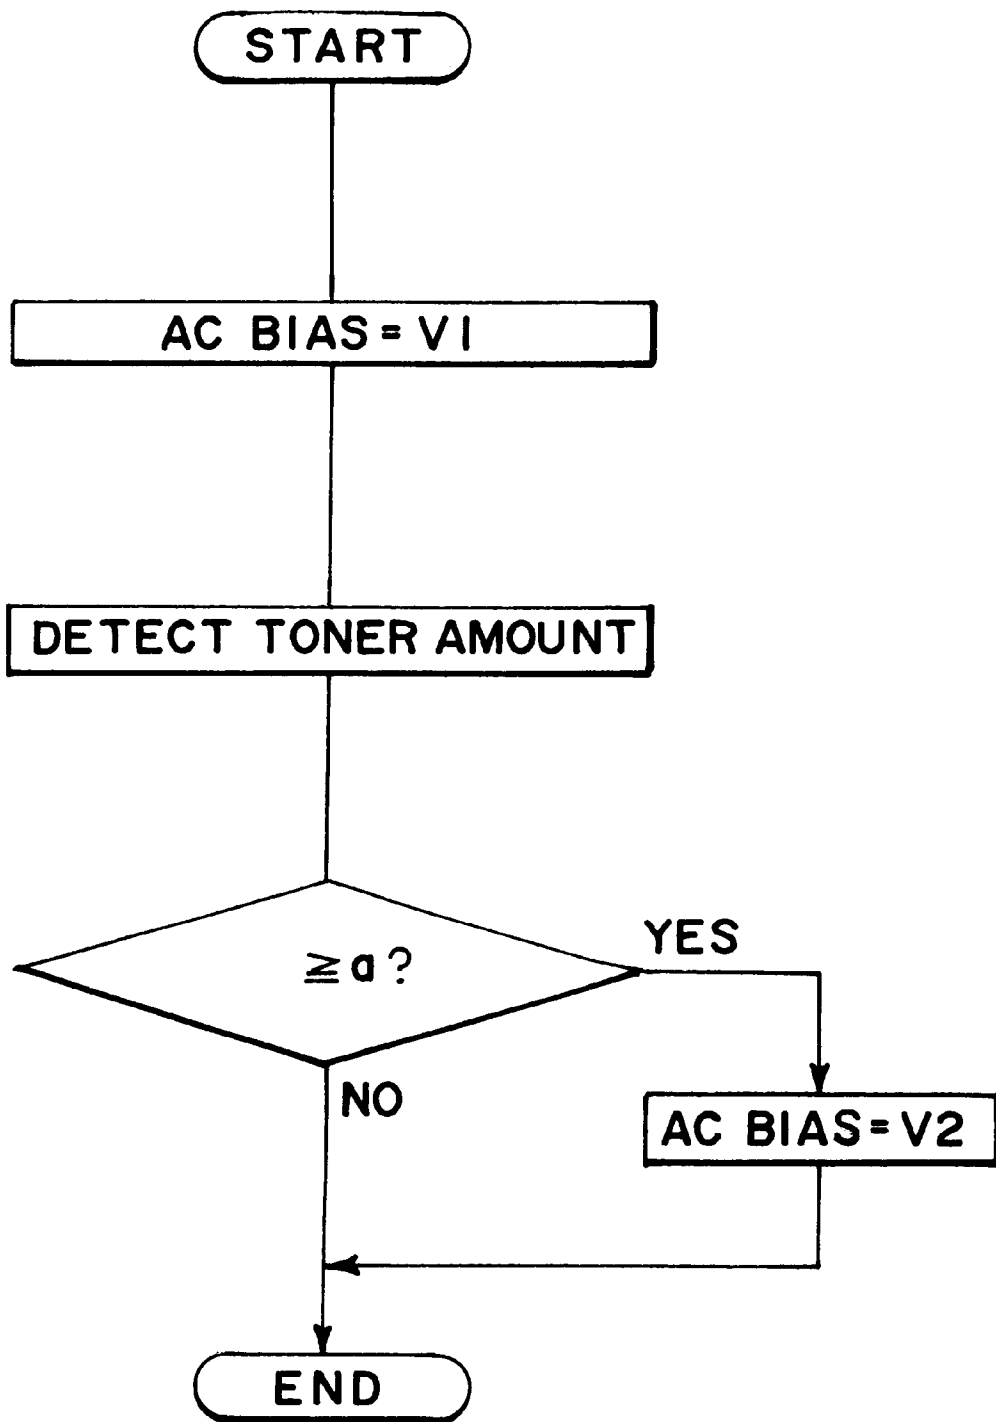 START
AC BIAS = V1
DETECT TONER AMOUNT
≧a?
YES
NO
AC BIAS = V2
END